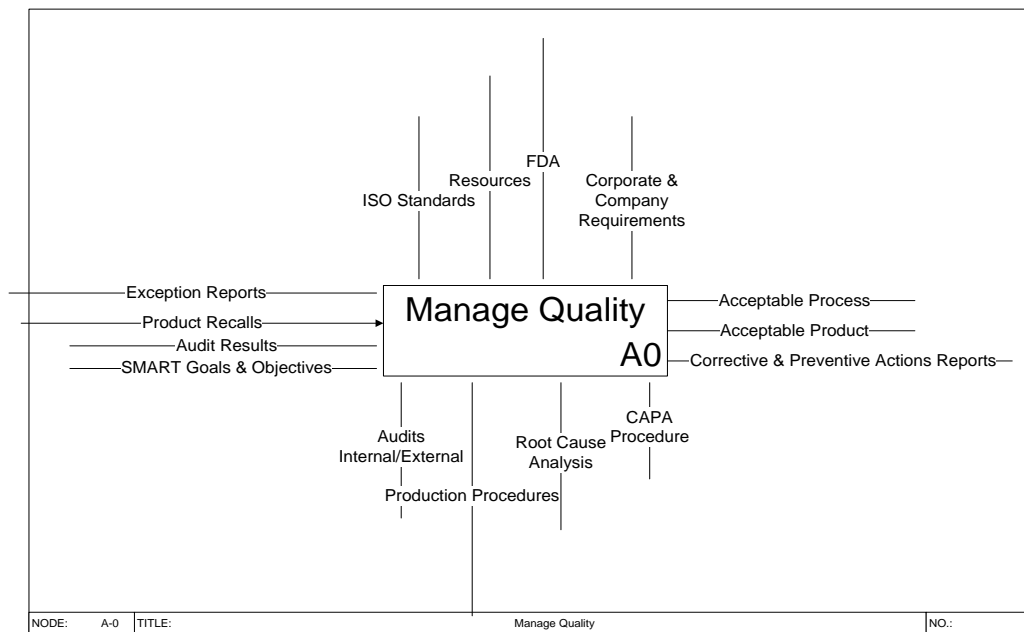 FDA
Resources
ISO Standards
Corporate &
Company
Requirements
Exception Reports
Product Recalls
Audit Results
SMART Goals & Objectives
Manage Quality
A0
Acceptable Process
Acceptable Product
Corrective & Preventive Actions Reports
Audits
Internal/External
Production Procedures
Root Cause
Analysis
CAPA
Procedure
NODE: A-0 TITLE: Manage Quality NO.: